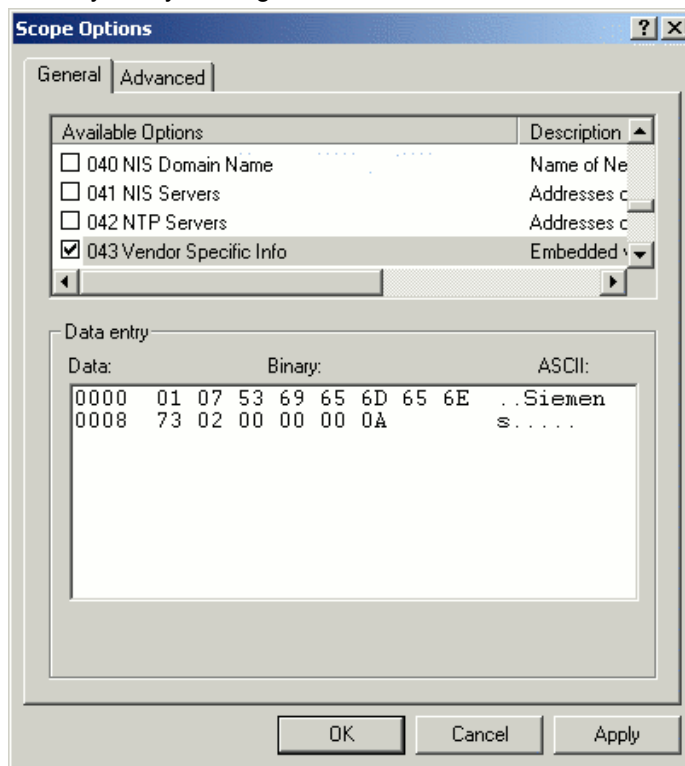 Scope Options
General Advanced
Available Options Description
040 NIS Domain Name Name of Ne
041 NIS Servers Addresses c
042 NTP Servers Addresses c
043 Vendor Specific Info Embedded
Data entry
Data: Binary: ASCII:
0000 01 07 53 69 65 6D 65 6E ..Siemen
0008 73 02 00 00 00 0A s.....
OK Cancel Apply